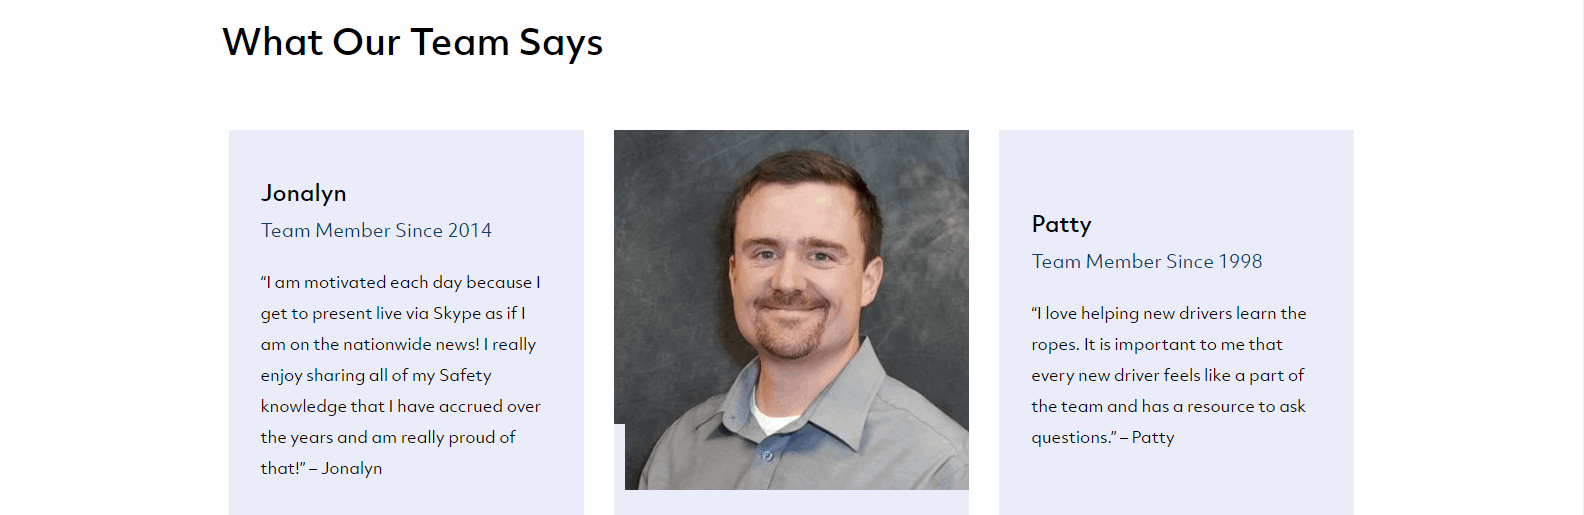 What Our Team Says
Jonalyn
Team Member Since 2014
“I am motivated each day because I
get to present live via Skype as if I
am on the nationwide news! I really
enjoy sharing all of my Safety
knowledge that I have accrued over
the years and am really proud of
that!” – Jonalyn
Patty
Team Member Since 1998
“I love helping new drivers learn the
ropes. It is important to me that
every new driver feels like a part of
the team and has a resource to ask
questions.” – Patty